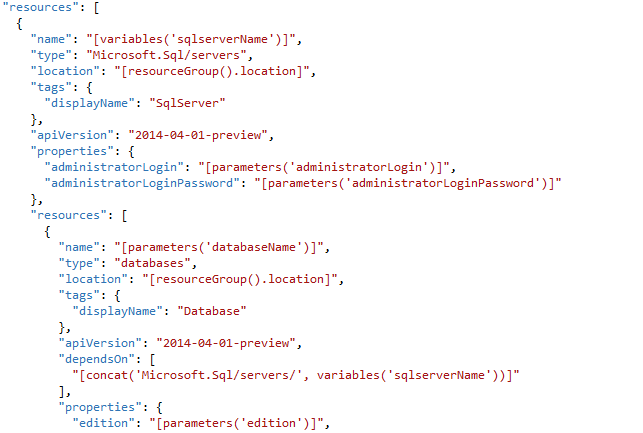 "resources": [
{
"name": "[variables('sqlserverName')]",
"type": "Microsoft.Sql/servers",
"location": "[resourceGroup().location]",
"tags": {
"displayName": "SqlServer"
},
"apiVersion": "2014-04-01-preview",
"properties": {
"administratorLogin": "[parameters('administratorLogin')]",
"administratorLoginPassword": "[parameters('administratorLoginPassword')]"
},
"resources": [
{
"name": "[parameters('databaseName')]",
"type": "databases",
"location": "[resourceGroup().location]",
"tags": {
"displayName": "Database"
},
"apiVersion": "2014-04-01-preview",
"dependsOn": [
"[concat('Microsoft.Sql/servers/', variables('sqlserverName'))]"
],
"properties": {
"edition": "[parameters('edition')]",